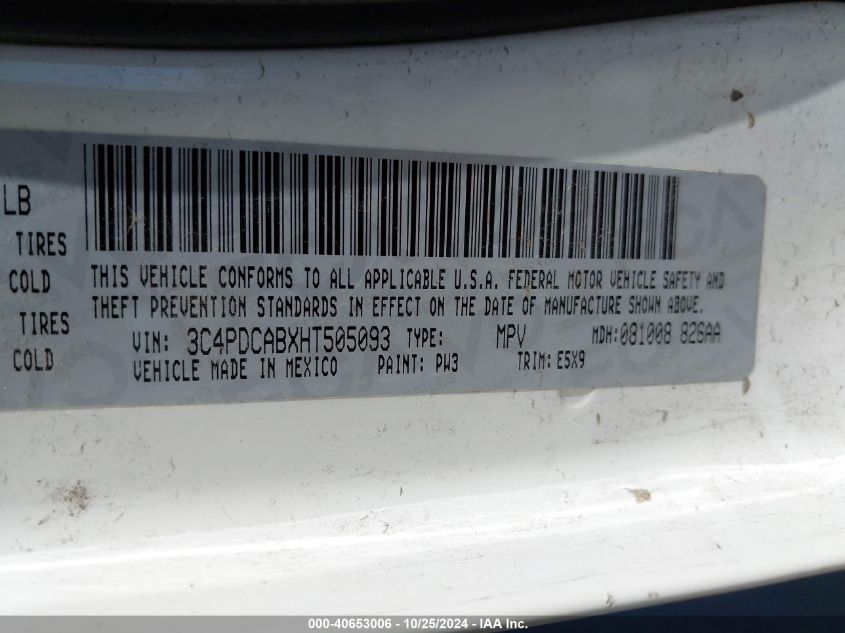 LB
TIRES
COLD
TIRES
COLD
THIS VEHICLE CONFORMS TO ALL APPLICABLE U.S.A. FEDERAL MOTOR VEHICLE SAFETY AND
THEFT PREVENTION STANDARDS IN EFFECT ON THE DATE OF MANUFACTURE SHOWN ABOVE.
VIN: 3C4PDCABXHT505093 TYPE: MPV MDH: 081008 826AA
VEHICLE MADE IN MEXICO PAINT: PW3 TRIM: E5X9
000-40653006 - 10/25/2024 - © IAA Holdings, LLC.